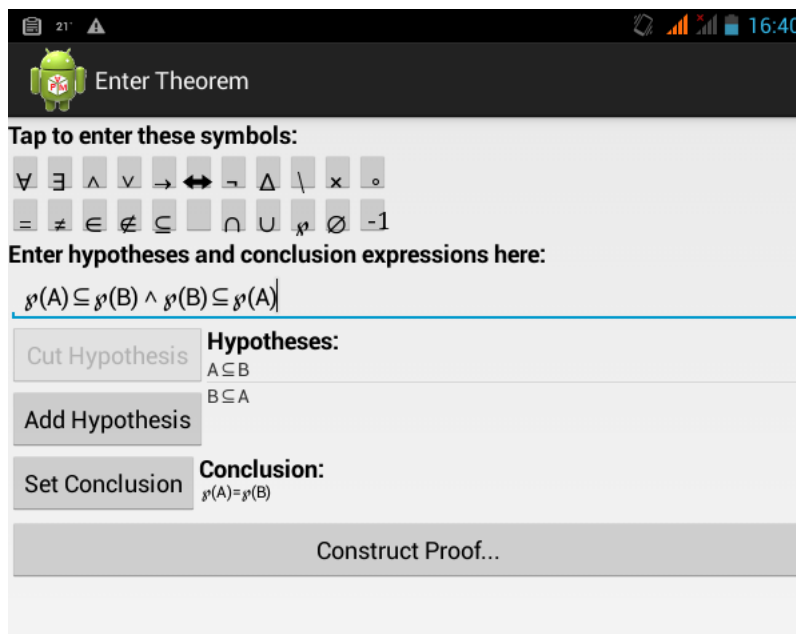 21° 16:40
Enter Theorem
Tap to enter these symbols:
∀ ∃ ∧ ∨ → ↔ ¬ Δ \ × ∘
= ≠ ∈ ∉ ⊆ ∩ ∪ ℘ ∅ -1
Enter hypotheses and conclusion expressions here:
℘(A)⊆℘(B) ∧ ℘(B)⊆℘(A)
Cut Hypothesis
Hypotheses:
A⊆B
B⊆A
Add Hypothesis
Set Conclusion
Conclusion:
℘(A)=℘(B)
Construct Proof...